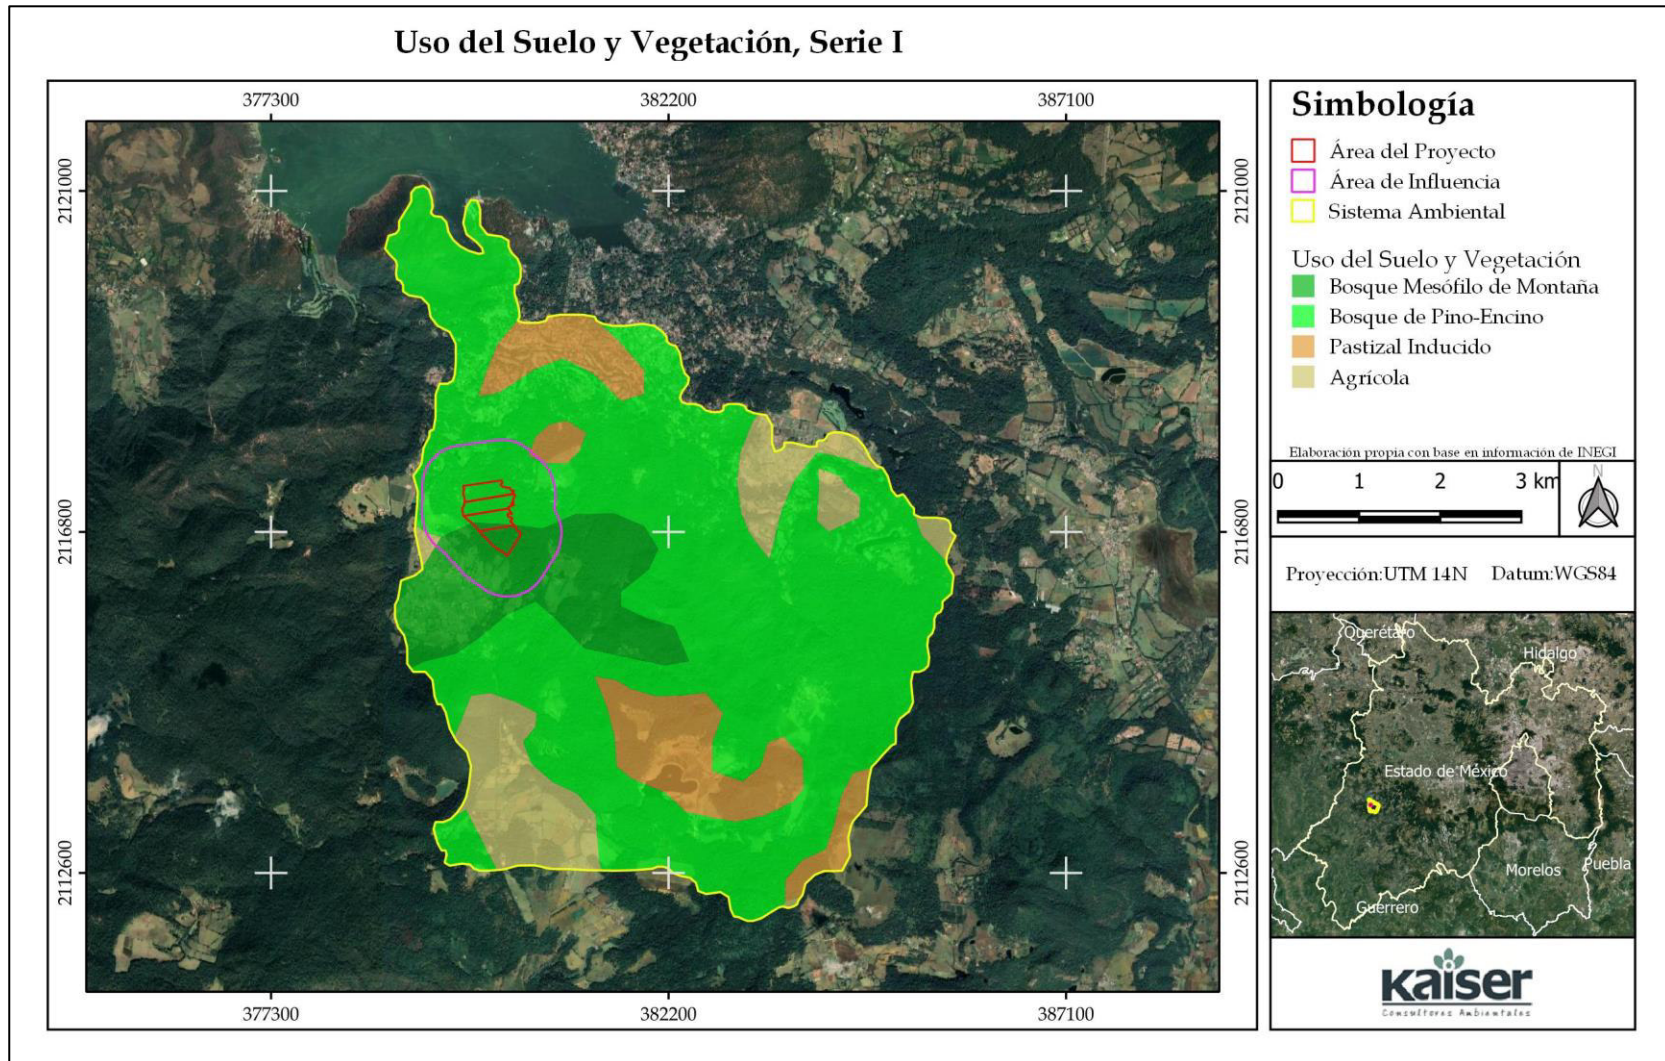 Uso del Suelo y Vegetación, Serie I
377300
382200
387100
2121000
2121000
2116800
2116800
2112600
2112600
377300
382200
387100
Simbología
Área del Proyecto
Área de Influencia
Sistema Ambiental
Uso del Suelo y Vegetación
Bosque Mesófilo de Montaña
Bosque de Pino-Encino
Pastizal Inducido
Agrícola
Elaboración propia con base en información de INEGI
0 1 2 3 km
N
Proyección:UTM 14N Datum:WGS84
Querétaro
Hidalgo
Estado de México
Morelos
Puebla
Guerrero
Kaiser
Consultores Ambientales